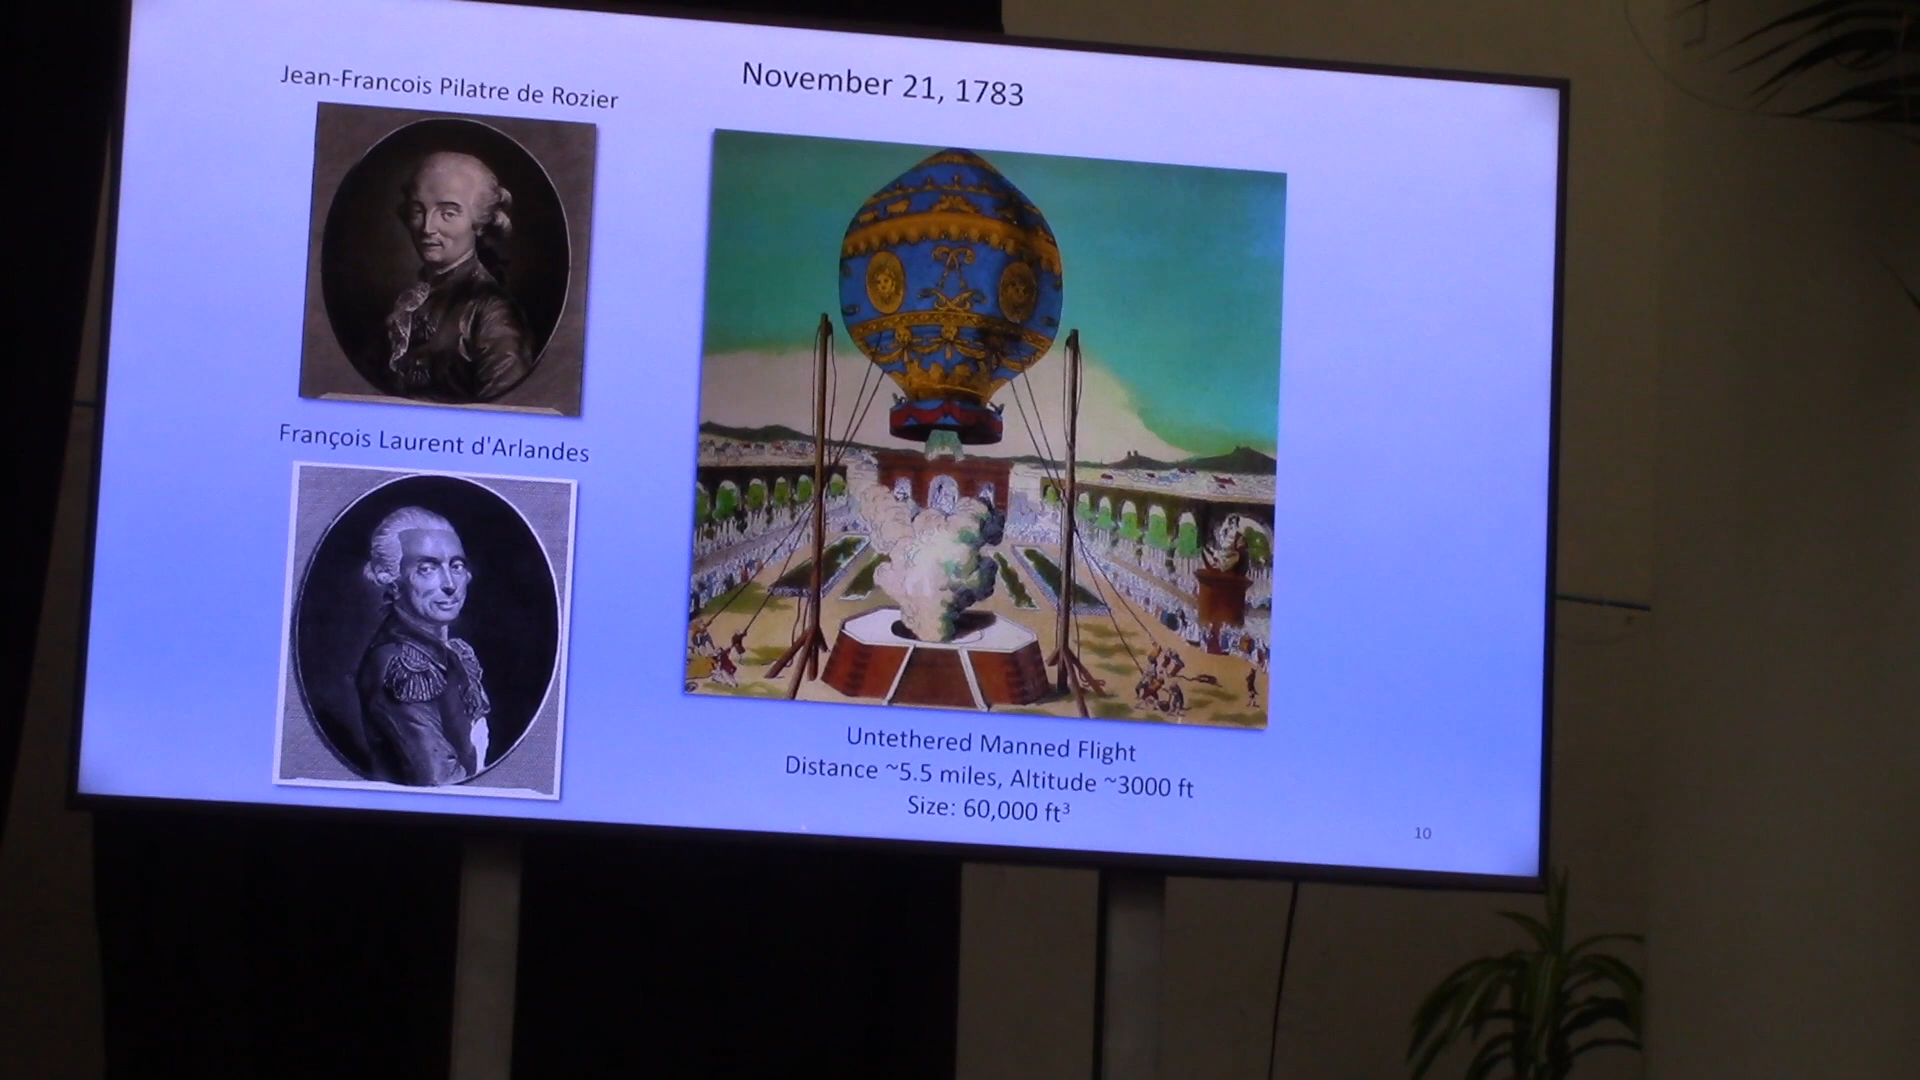 November 21, 1783
Jean-Francois Pilatre de Rozier
François Laurent d'Arlandes
Untethered Manned Flight
Distance ~5.5 miles, Altitude ~3000 ft
Size: 60,000 ft³
10